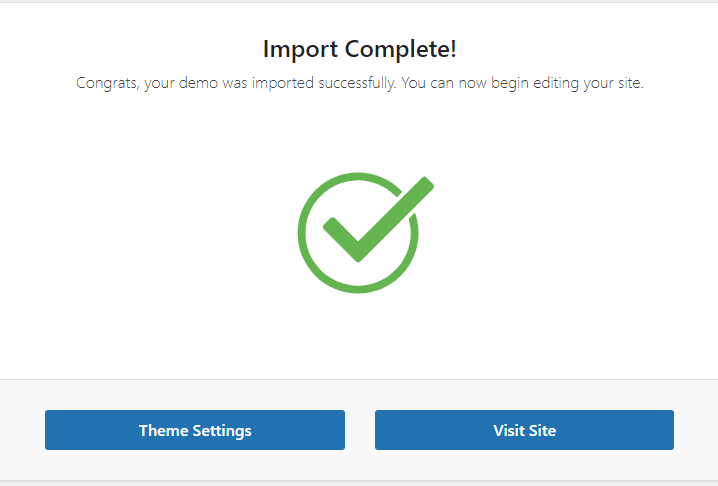 Import Complete!
Congrats, your demo was imported successfully. You can now begin editing your site.
Theme Settings
Visit Site